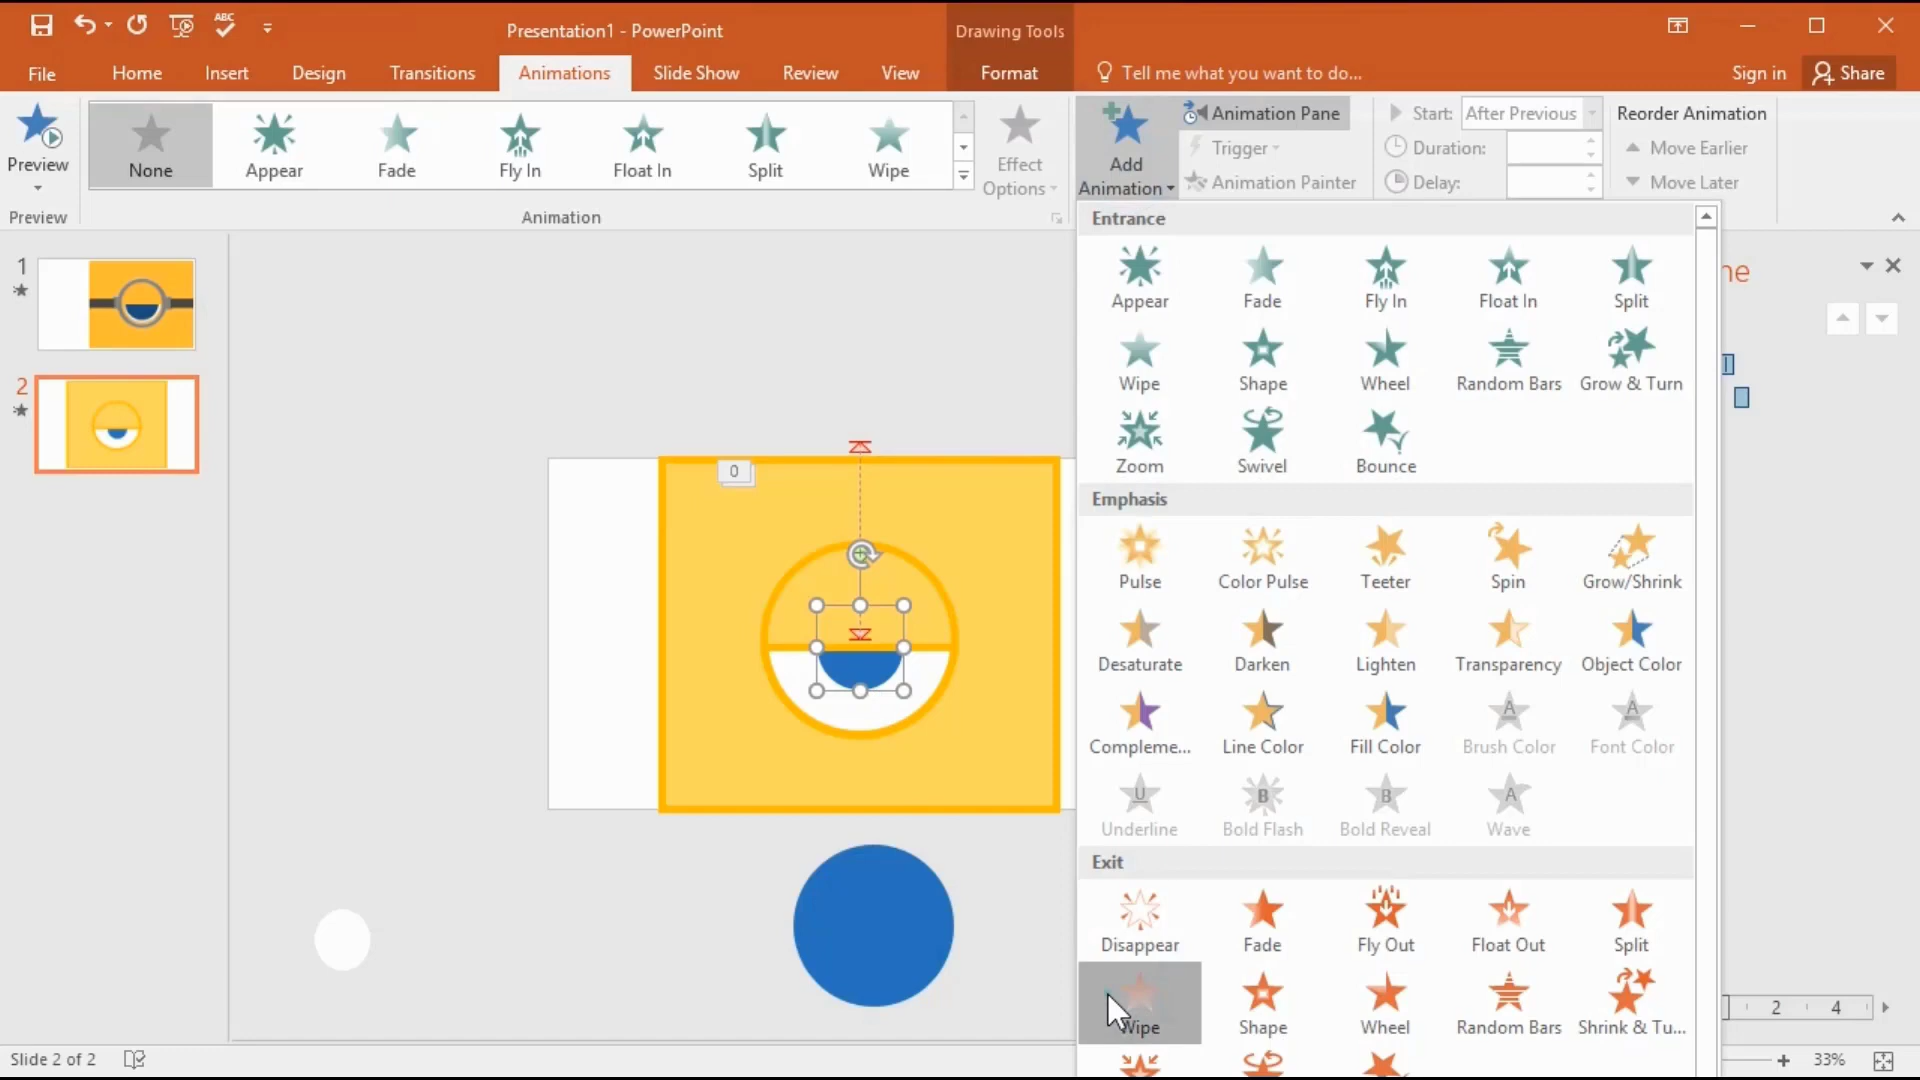 ABC
Presentation1 - PowerPoint
Drawing Tools
File Home Insert Design Transitions Animations Slide Show Review View Format Tell me what you want to do... Sign in Share
Preview
Preview
None Appear Fade Fly In Float In Split Wipe
Animation
Effect
Options
Add
Animation
Animation Pane
Trigger
Animation Painter
Start: After Previous
Duration:
Delay:
Reorder Animation
Move Earlier
Move Later
1
2
0
Entrance
Appear Fade Fly In Float In Split
Wipe Shape Wheel Random Bars Grow & Turn
Zoom Swivel Bounce
Emphasis
Pulse Color Pulse Teeter Spin Grow/Shrink
Desaturate Darken Lighten Transparency Object Color
Compleme... Line Color Fill Color Brush Color Font Color
Underline Bold Flash Bold Reveal Wave
Exit
Disappear Fade Fly Out Float Out Split
Wipe Shape Wheel Random Bars Shrink & Tu...
ne
2 4
Slide 2 of 2
33%